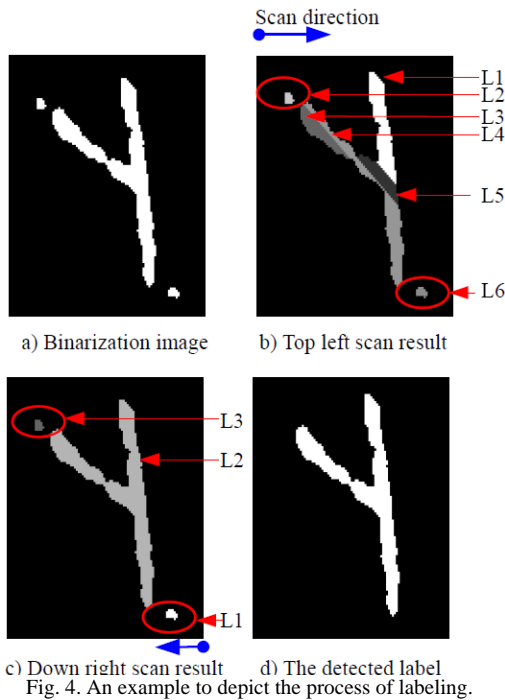 Scan direction
L1
L2
L3
L4
L5
L6
a) Binarization image
b) Top left scan result
L3
L2
L1
c) Down right scan result
d) The detected label
Fig. 4. An example to depict the process of labeling.